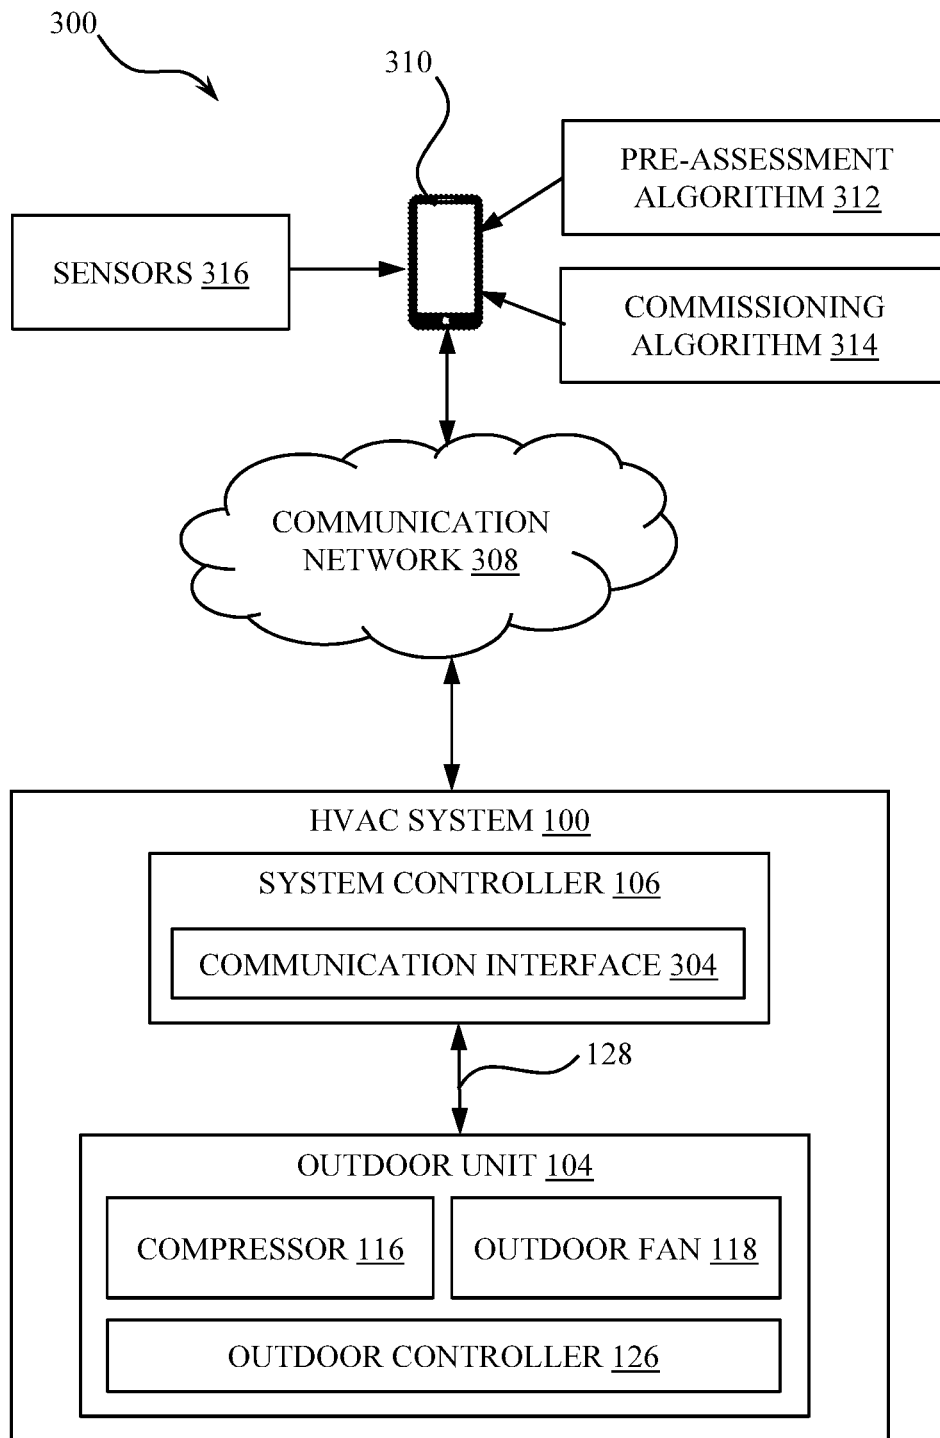 300
310
PRE-ASSESSMENT
ALGORITHM 312
SENSORS 316
COMMISSIONING
ALGORITHM 314
COMMUNICATION
NETWORK 308
HVAC SYSTEM 100
SYSTEM CONTROLLER 106
COMMUNICATION INTERFACE 304
128
OUTDOOR UNIT 104
COMPRESSOR 116
OUTDOOR FAN 118
OUTDOOR CONTROLLER 126